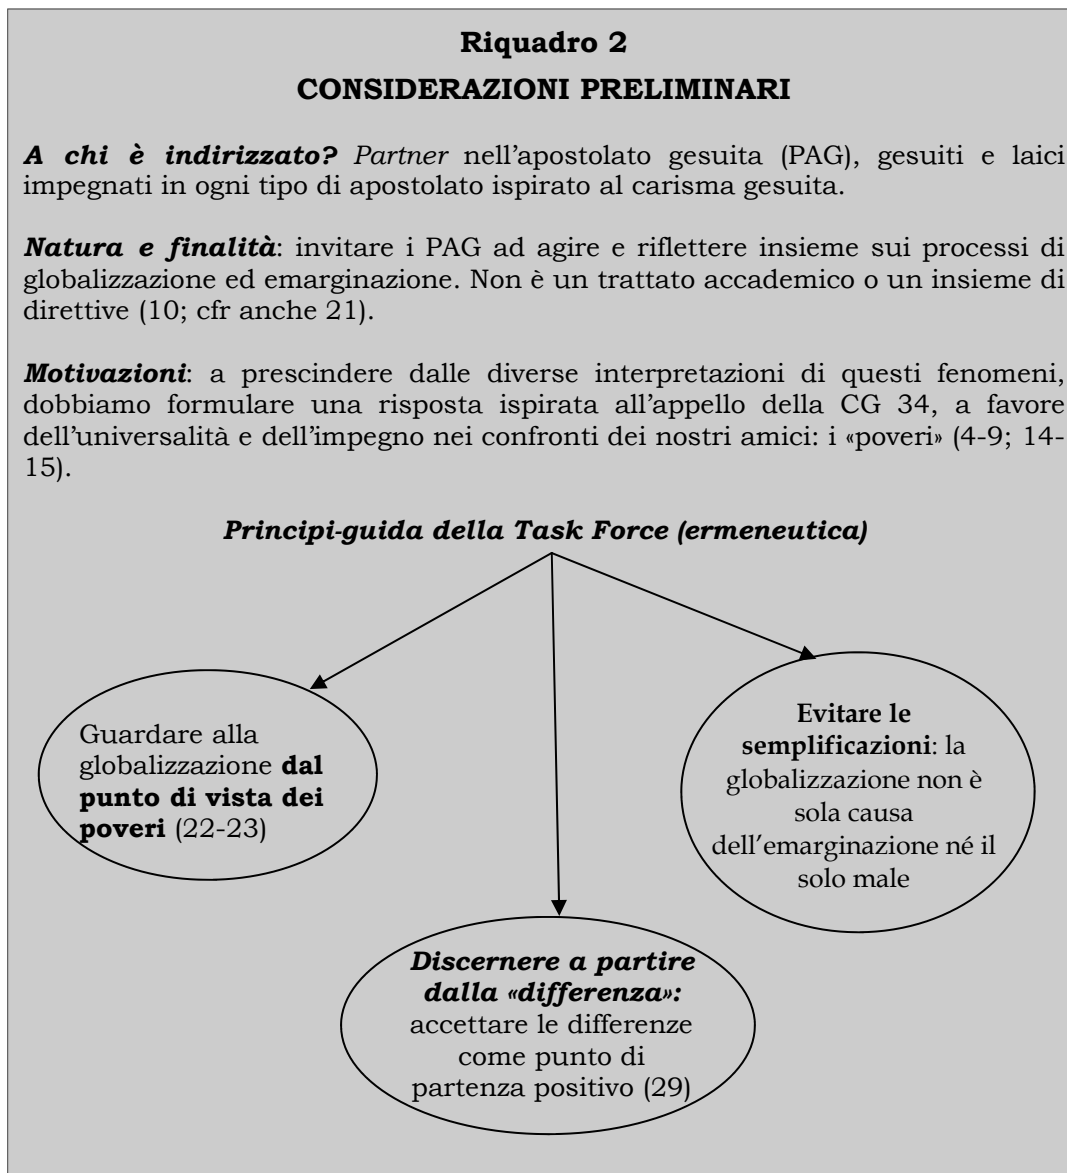 Riquadro 2
CONSIDERAZIONI PRELIMINARI
A chi è indirizzato? Partner nell’apostolato gesuita (PAG), gesuiti e laici
impegnati in ogni tipo di apostolato ispirato al carisma gesuita.
Natura e finalità: invitare i PAG ad agire e riflettere insieme sui processi di
globalizzazione ed emarginazione. Non è un trattato accademico o un insieme di
direttive (10; cfr anche 21).
Motivazioni: a prescindere dalle diverse interpretazioni di questi fenomeni,
dobbiamo formulare una risposta ispirata all’appello della CG 34, a favore
dell’universalità e dell’impegno nei confronti dei nostri amici: i «poveri» (4-9; 14-
15).
Principi-guida della Task Force (ermeneutica)
Guardare alla
globalizzazione dal
punto di vista dei
poveri (22-23)
Evitare le
semplificazioni: la
globalizzazione non è
sola causa
dell’emarginazione né il
solo male
Discernere a partire
dalla «differenza»:
accettare le differenze
come punto di
partenza positivo (29)